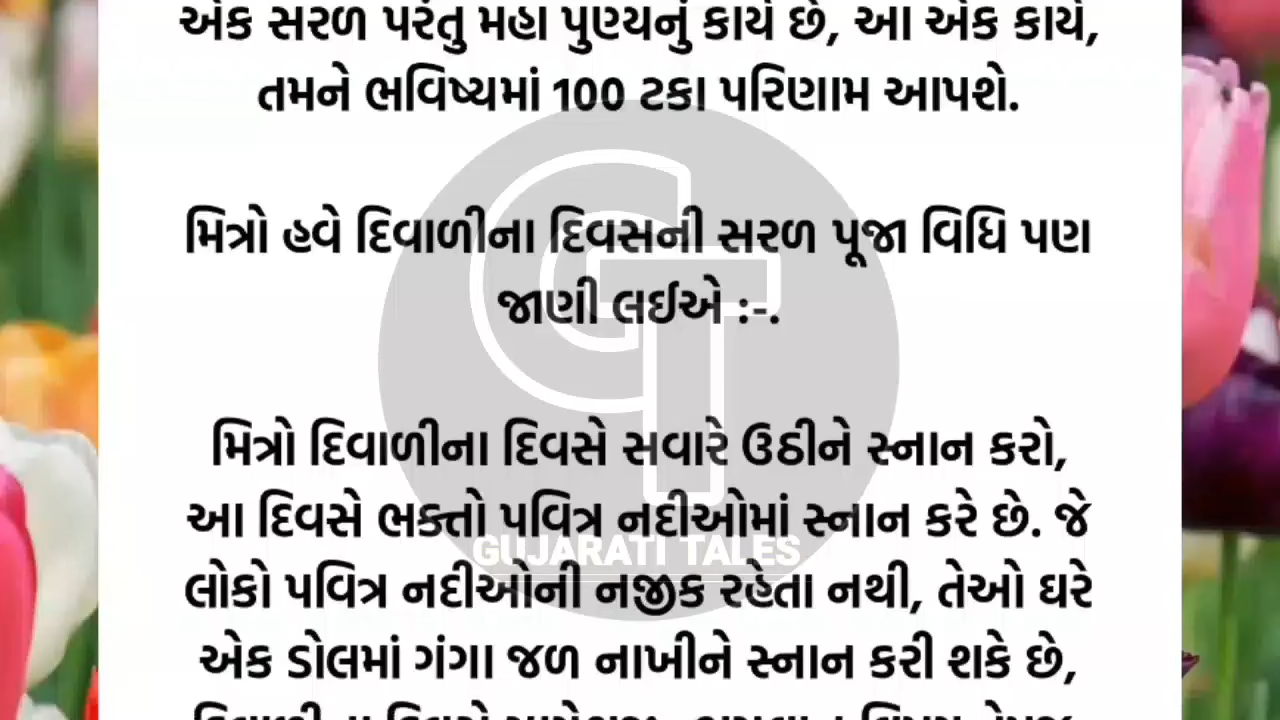 એક સરળ પરંતુ મહા પુણ્યનું કાર્ય છે, આ એક કાર્ય,
તમને ભવિષ્યમાં 100 ટકા પરિણામ આપશે.
મિત્રો હવે દિવાળીના દિવસની સરળ પૂજા વિધિ પણ
જાણી લઈએ :-.
મિત્રો દિવાળીના દિવસે સવારે ઉઠીને સ્નાન કરો,
આ દિવસે ભક્તો પવિત્ર નદીઓમાં સ્નાન કરે છે. જે
GUJARATI TALES
લોકો પવિત્ર નદીઓની નજીક રહેતા નથી, તેઓ ઘરે
એક ડોલમાં ગંગા જળ નાખીને સ્નાન કરી શકે છે,